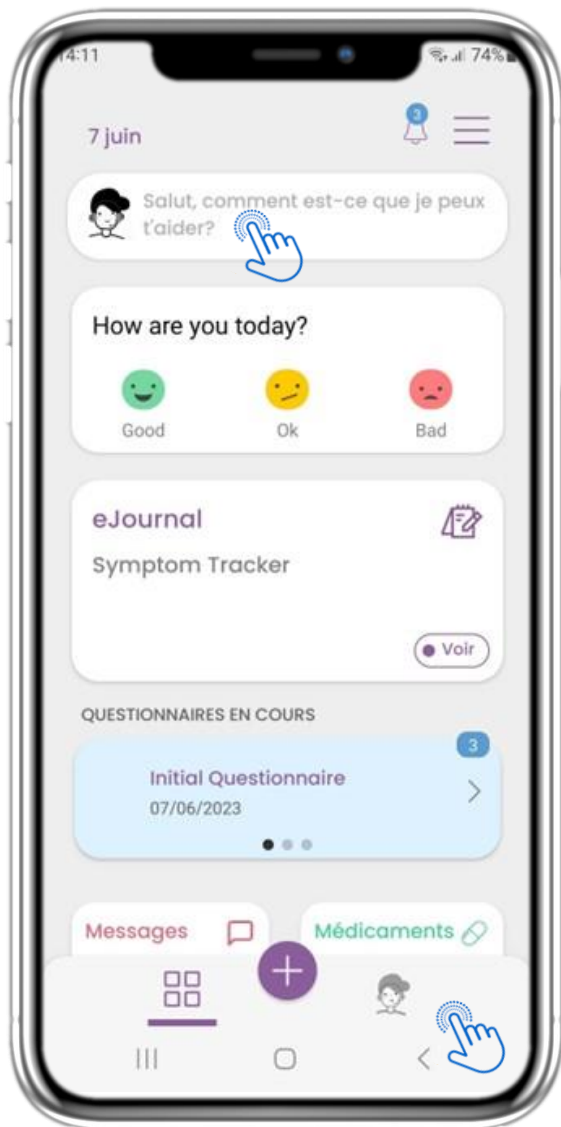 4:11 74%
7 juin 3
Salut, comment est-ce que je peux
t'aider?
How are you today?
Good Ok Bad
eJournal
Symptom Tracker
Voir
QUESTIONNAIRES EN COURS
3
Initial Questionnaire
07/06/2023
Messages Médicaments